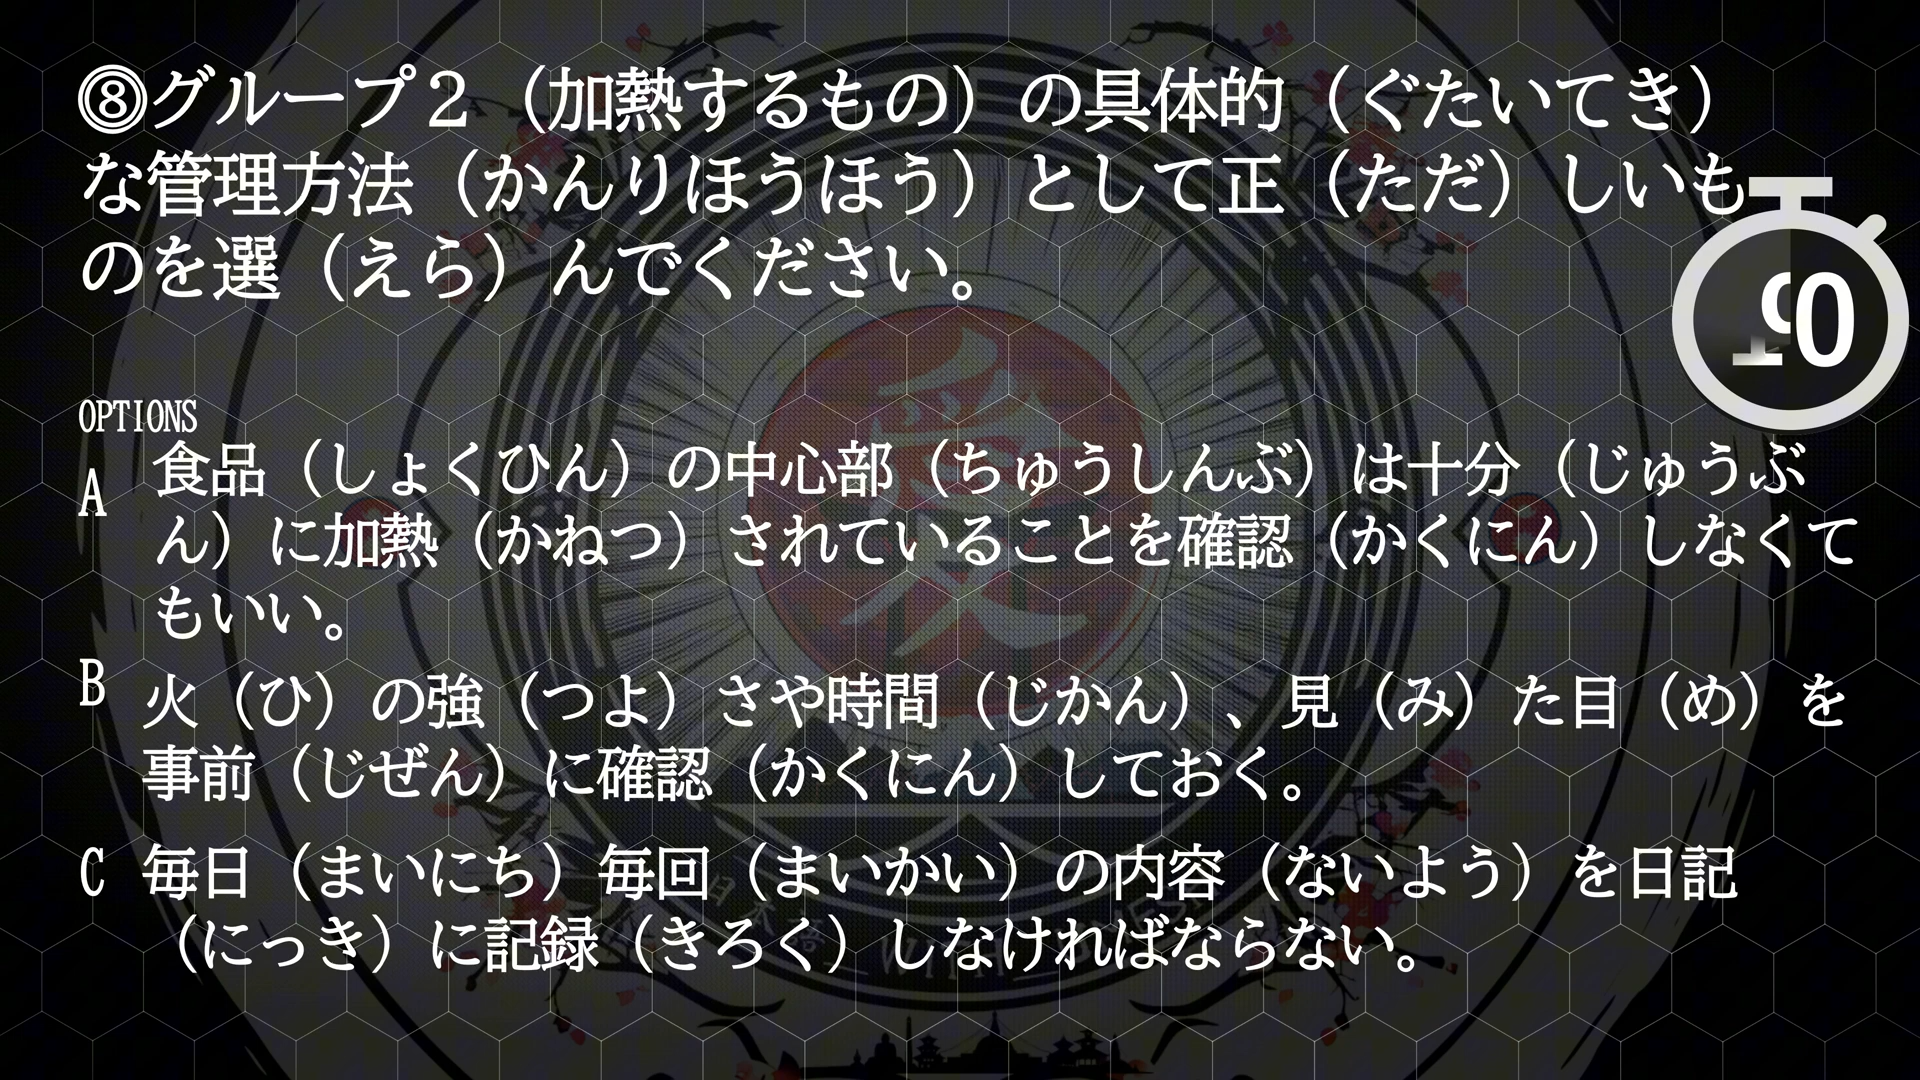 ⑧グループ２（加熱するもの）の具体的（ぐたいてき）
な管理方法（かんりほうほう）として正（ただ）しいも
のを選（えら）んでください。
OPTIONS
A 食品（しょくひん）の中心部（ちゅうしんぶ）は十分（じゅうぶ
ん）に加熱（かねつ）されていることを確認（かくにん）しなくて
もいい。
B 火（ひ）の強（つよ）さや時間（じかん）、見（み）た目（め）を
事前（じぜん）に確認（かくにん）しておく。
C 毎日（まいにち）毎回（まいかい）の内容（ないよう）を日記
（にっき）に記録（きろく）しなければならない。